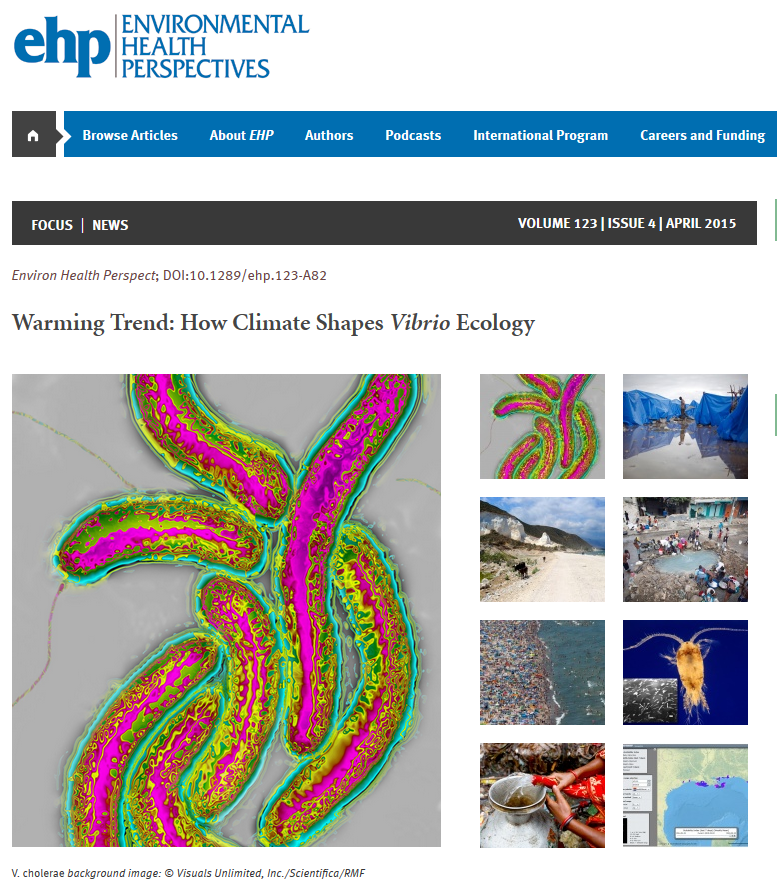 ehp
ENVIRONMENTAL
HEALTH
PERSPECTIVES
Browse Articles About EHP Authors Podcasts International Program Careers and Funding
FOCUS | NEWS VOLUME 123 | ISSUE 4 | APRIL 2015
Environ Health Perspect; DOI:10.1289/ehp.123-A82
Warming Trend: How Climate Shapes Vibrio Ecology
V. cholerae background image: © Visuals Unlimited, Inc./Scientifica/RMF